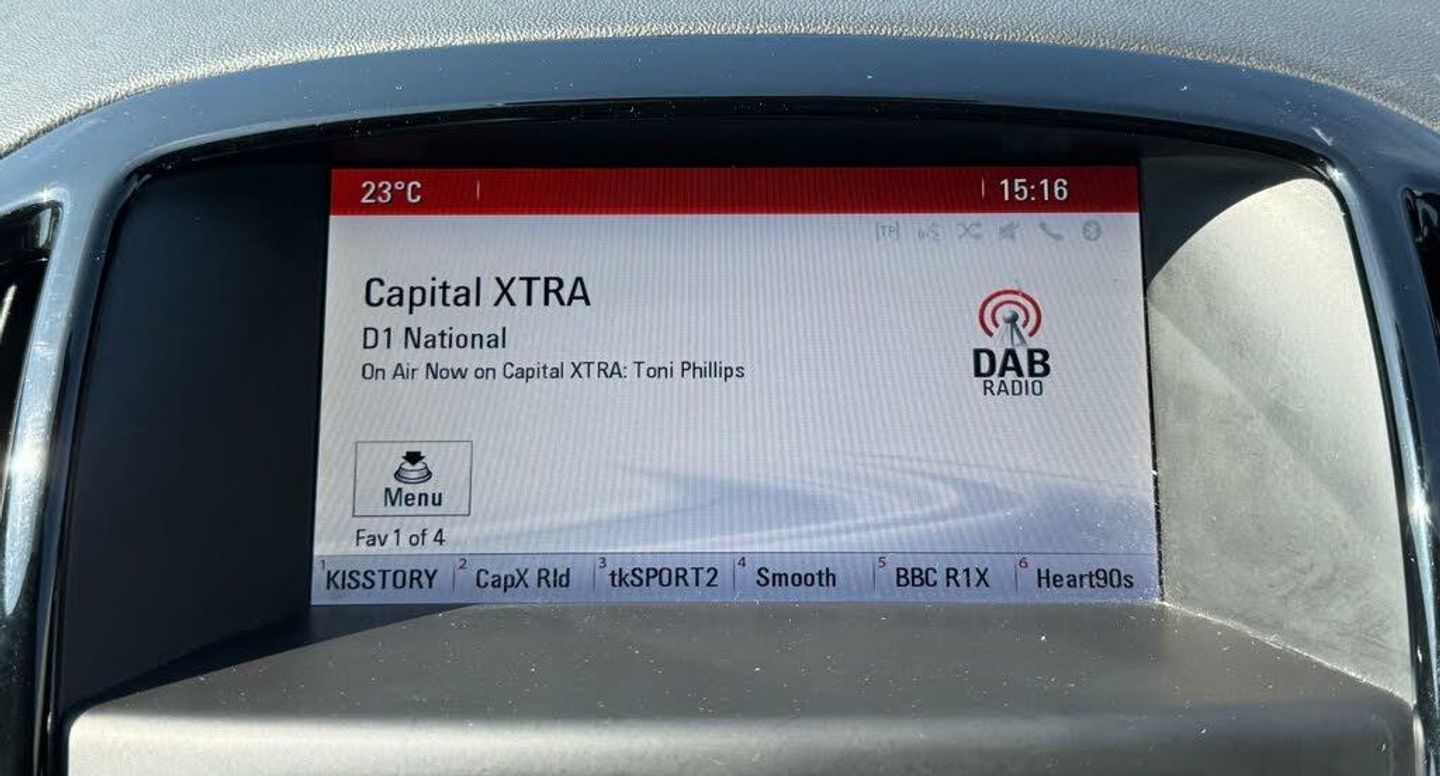 23°C 15:16
[TP]
Capital XTRA
D1 National
On Air Now on Capital XTRA: Toni Phillips
DAB
RADIO
Menu
Fav 1 of 4
1 KISSTORY 2 CapX Rld 3 tkSPORT2 4 Smooth 5 BBC R1X 6 Heart90s